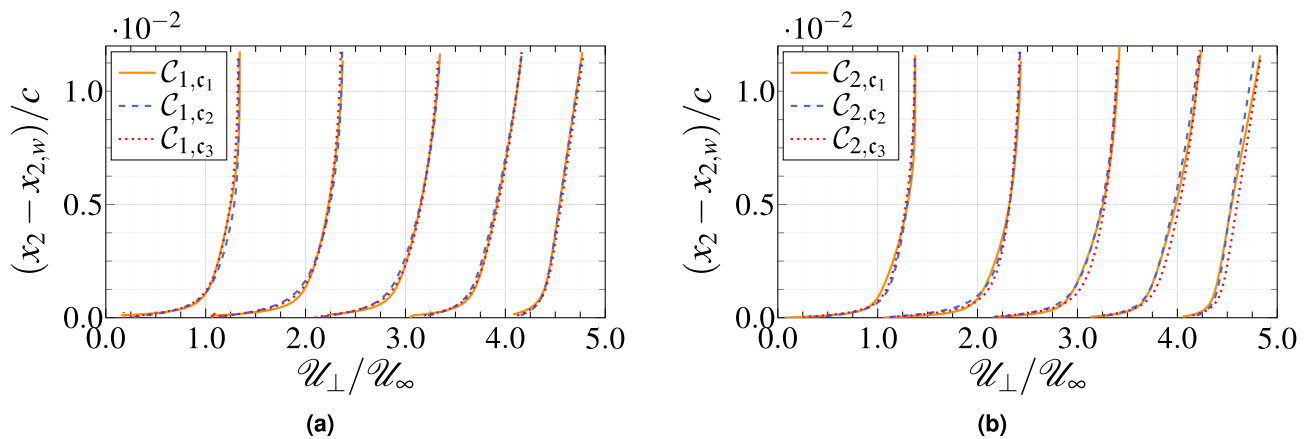 ·10⁻²
1.0
0.5
0.0
(x₂ − x₂,w)/c
𝒞₁,𝔠₁
𝒞₁,𝔠₂
𝒞₁,𝔠₃
0.0 1.0 2.0 3.0 4.0 5.0
𝒰⊥/𝒰∞
(a)
·10⁻²
1.0
0.5
0.0
(x₂ − x₂,w)/c
𝒞₂,𝔠₁
𝒞₂,𝔠₂
𝒞₂,𝔠₃
0.0 1.0 2.0 3.0 4.0 5.0
𝒰⊥/𝒰∞
(b)